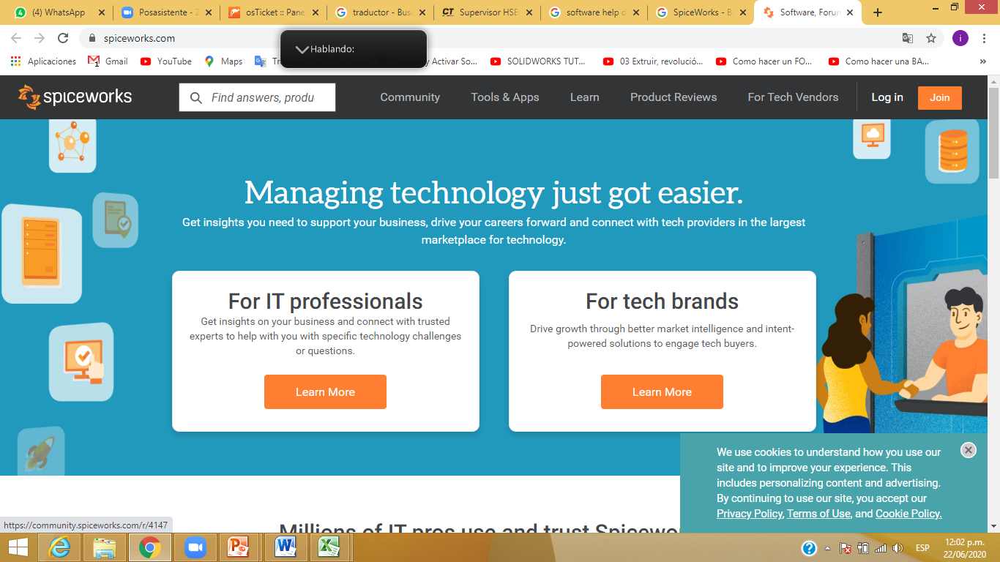 (4) WhatsApp
Posasistente - Z
osTicket :: Pane
traductor - Bus
CT Supervisor HSE
software help d
SpiceWorks - B
Software, Forun
spiceworks.com
i
Hablando:
Aplicaciones
Gmail
YouTube
Maps
y Activar So...
SOLIDWORKS TUT...
03 Extruir, revolució...
Como hacer un FO...
Como hacer una BA...
»
spiceworks
Find answers, produ
Community
Tools & Apps
Learn
Product Reviews
For Tech Vendors
Log in
Join
Managing technology just got easier.
Get insights you need to support your business, drive your careers forward and connect with tech providers in the largest
marketplace for technology.
For IT professionals
Get insights on your business and connect with trusted
experts to help with you with specific technology challenges
or questions.
Learn More
For tech brands
Drive growth through better market intelligence and intent-
powered solutions to engage tech buyers.
Learn More
We use cookies to understand how you use our
site and to improve your experience. This
includes personalizing content and advertising.
By continuing to use our site, you accept our
Privacy Policy, Terms of Use, and Cookie Policy.
https://community.spiceworks.com/r/4147
Millions of IT pros use and trust Spicewor
ESP
12:02 p.m.
22/06/2020